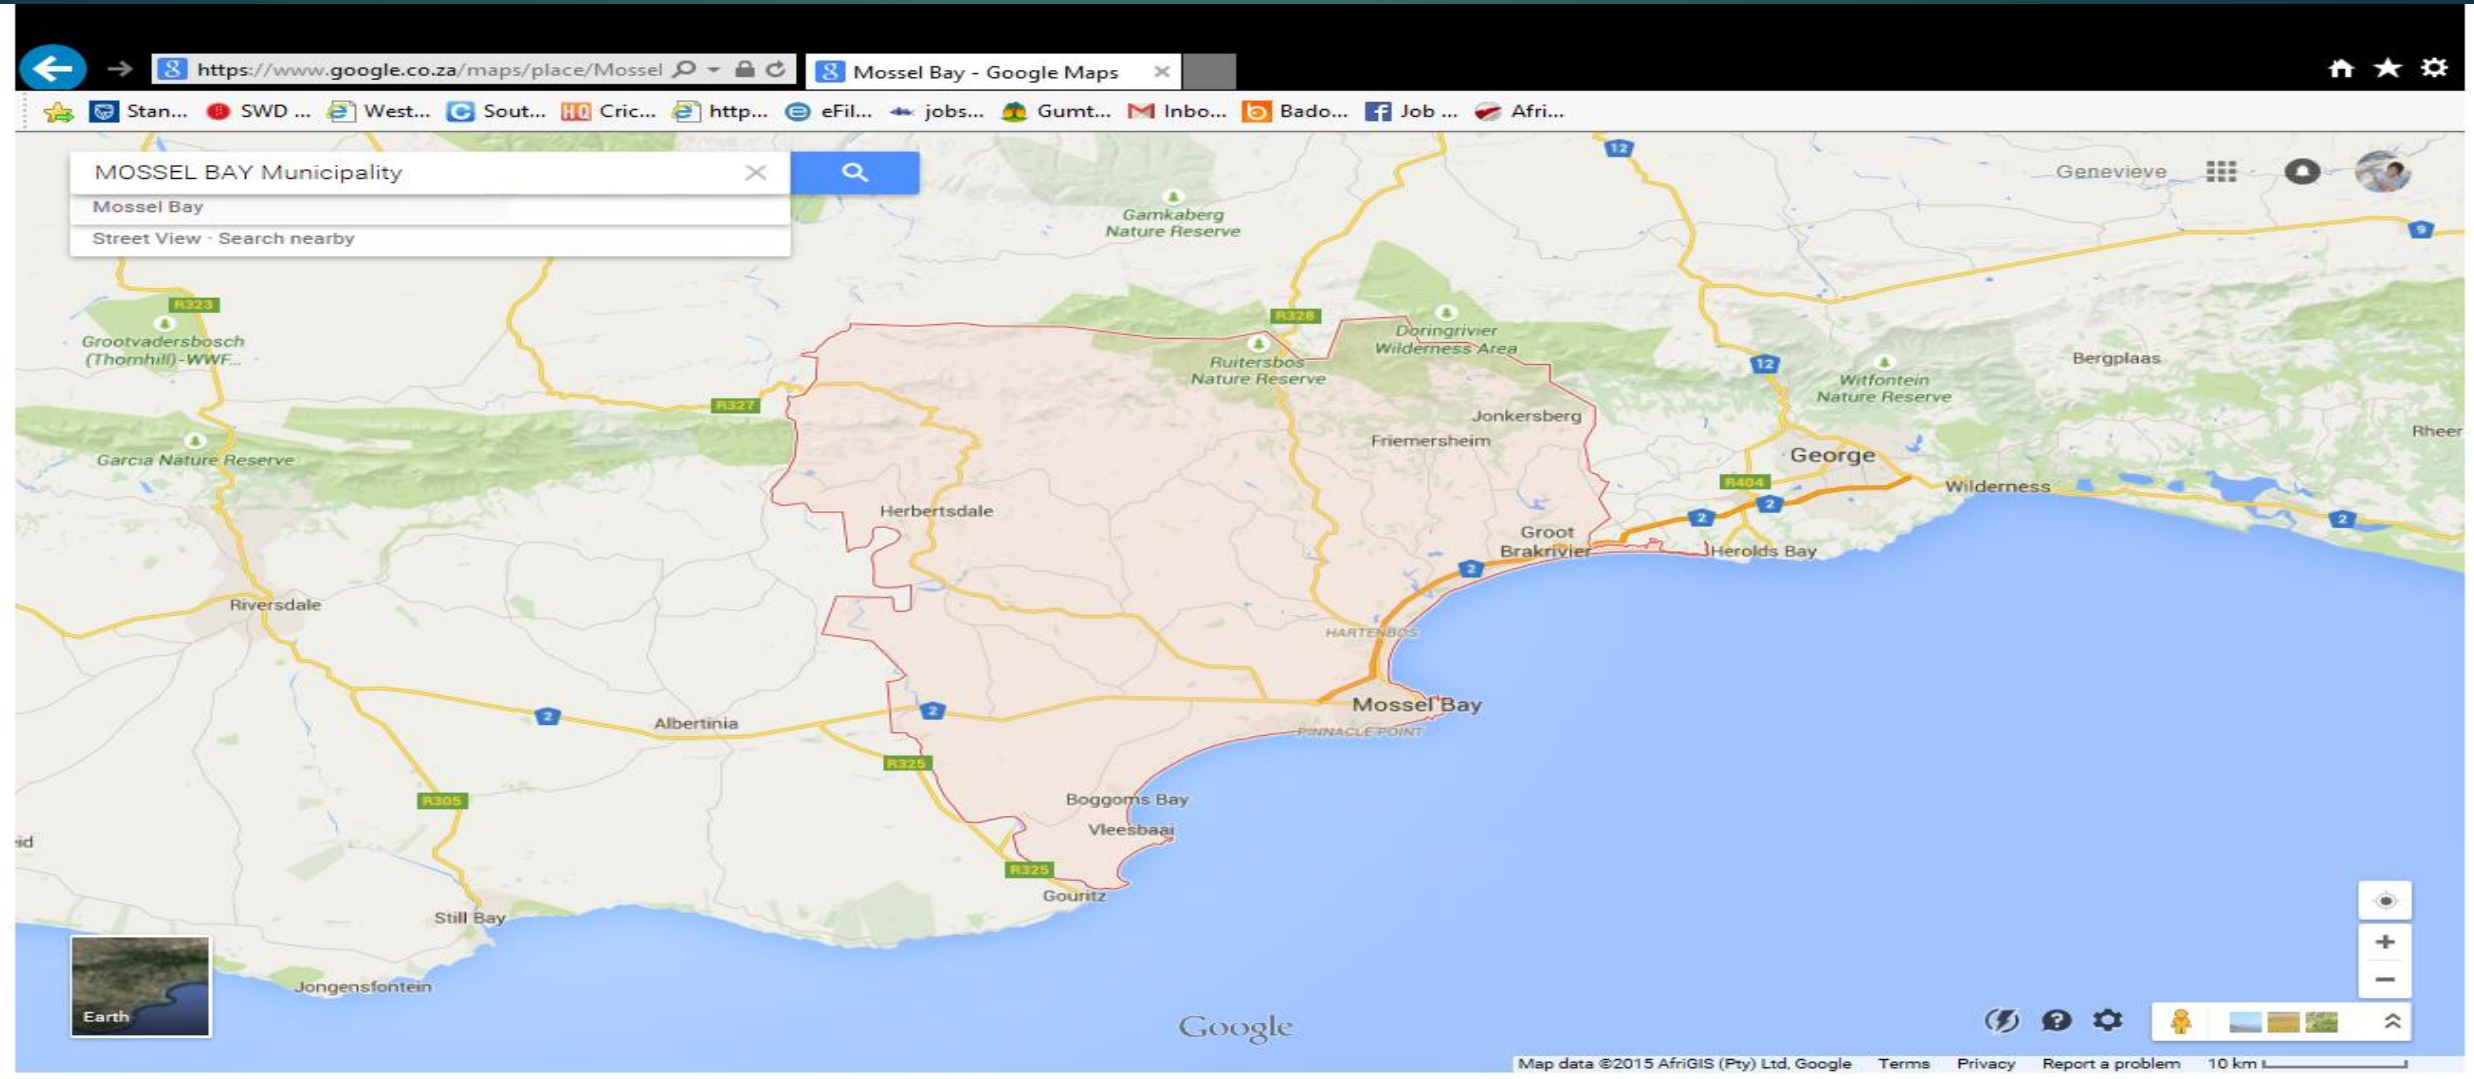 https://www.google.co.za/maps/place/Mossel
Mossel Bay - Google Maps
Stan... SWD ... West... Sout... Cric... http... eFil... jobs... Gumt... Inbo... Bado... Job ... Afri...
MOSSEL BAY Municipality
Mossel Bay
Street View · Search nearby
Genevieve
12
Gamkaberg
Nature Reserve
9
R323
R328
Grootvadersbosch
(Thornhill)-WWF...
Doringrivier
Wilderness Area
Ruitersbos
Nature Reserve
12
Bergplaas
Witfontein
Nature Reserve
R327
Jonkersberg
Friemersheim
Rheer
Garcia Nature Reserve
George
R404
Wilderness
2
2
2
Herbertsdale
Groot
Brakrivier
Herolds Bay
2
Riversdale
HARTENBOS
2
2
Albertinia
Mossel Bay
PINNACLE POINT
R325
R305
Boggoms Bay
Vleesbaai
eid
R325
Gouritz
Still Bay
Jongensfontein
Earth
Google
Map data ©2015 AfriGIS (Pty) Ltd, Google Terms Privacy Report a problem 10 km